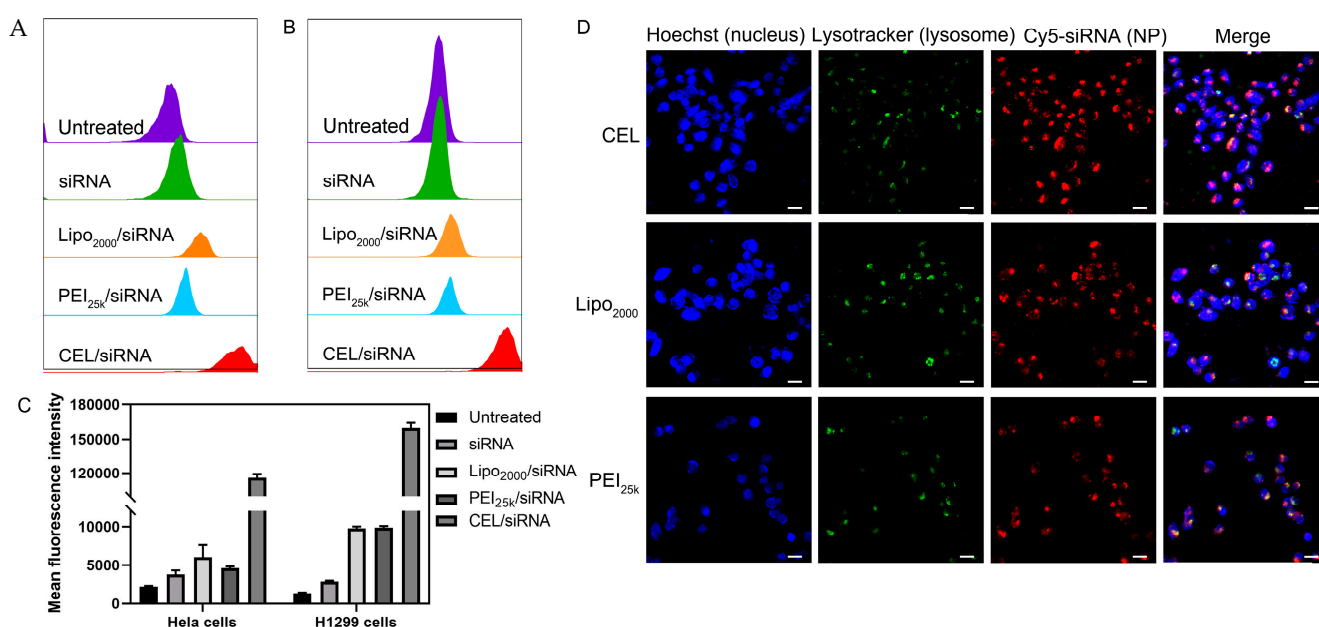 A
Untreated
siRNA
Lipo2000/siRNA
PEI25k/siRNA
CEL/siRNA
B
Untreated
siRNA
Lipo2000/siRNA
PEI25k/siRNA
CEL/siRNA
C
Mean fluorescence intensity
180000
150000
120000
10000
5000
0
Hela cells
H1299 cells
Untreated
siRNA
Lipo2000/siRNA
PEI25k/siRNA
CEL/siRNA
D
Hoechst (nucleus) Lysotracker (lysosome) Cy5-siRNA (NP) Merge
CEL
Lipo2000
PEI25k